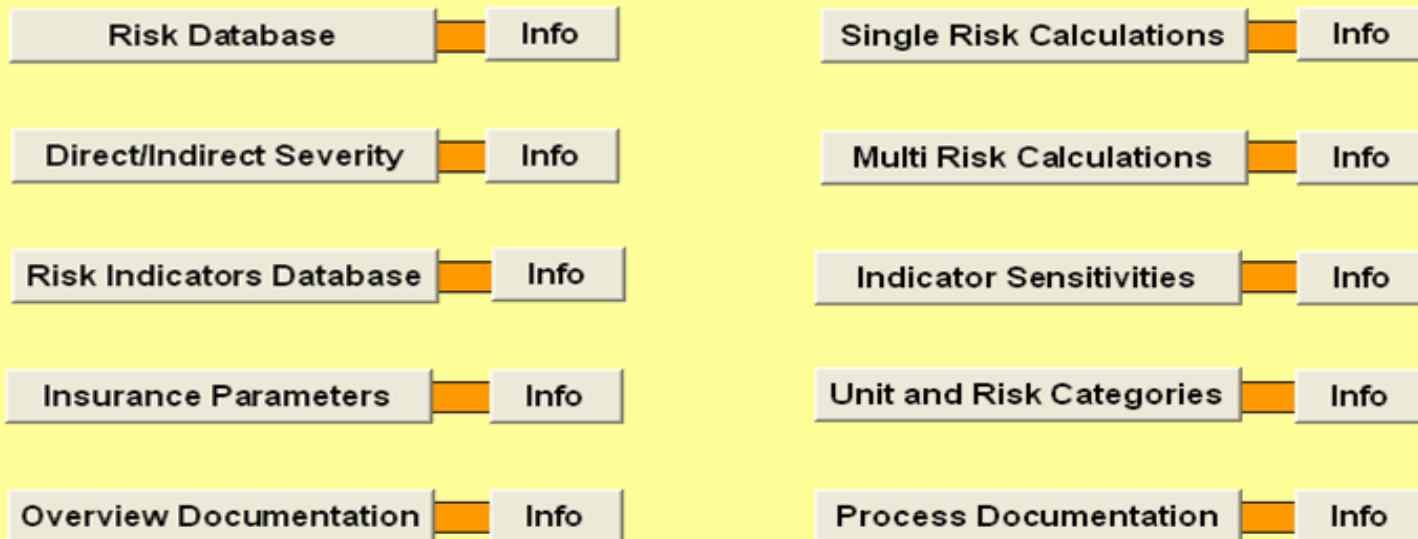 Risk Database Info Single Risk Calculations Info
Direct/Indirect Severity Info Multi Risk Calculations Info
Risk Indicators Database Info Indicator Sensitivities Info
Insurance Parameters Info Unit and Risk Categories Info
Overview Documentation Info Process Documentation Info